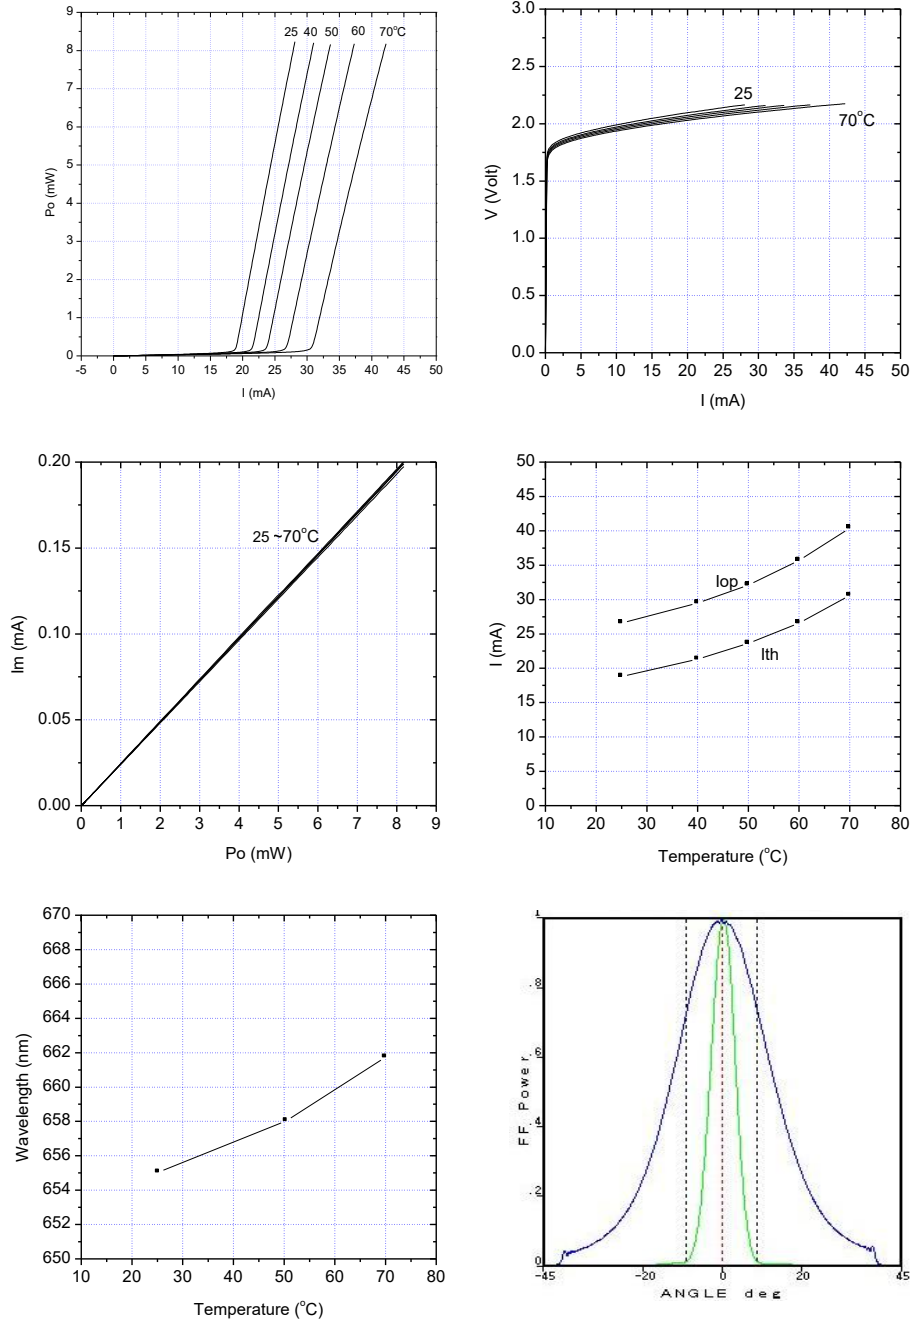 9
8
7
6
5
4
3
2
1
0
Po (mW)
25 40 50 60 70°C
-5 0 5 10 15 20 25 30 35 40 45 50
I (mA)
3.0
2.5
2.0
1.5
1.0
0.5
0.0
V (Volt)
25
70°C
0 5 10 15 20 25 30 35 40 45 50
I (mA)
0.20
0.15
0.10
0.05
0.00
Im (mA)
25 ~70°C
0 1 2 3 4 5 6 7 8 9
Po (mW)
50
45
40
35
30
25
20
15
10
5
0
I (mA)
Iop
Ith
10 20 30 40 50 60 70 80
Temperature (°C)
670
668
666
664
662
660
658
656
654
652
650
Wavelength (nm)
10 20 30 40 50 60 70 80
Temperature (°C)
1
.8
.6
.4
.2
0
FF. Power.
-45 -20 0 20 45
ANGLE deg